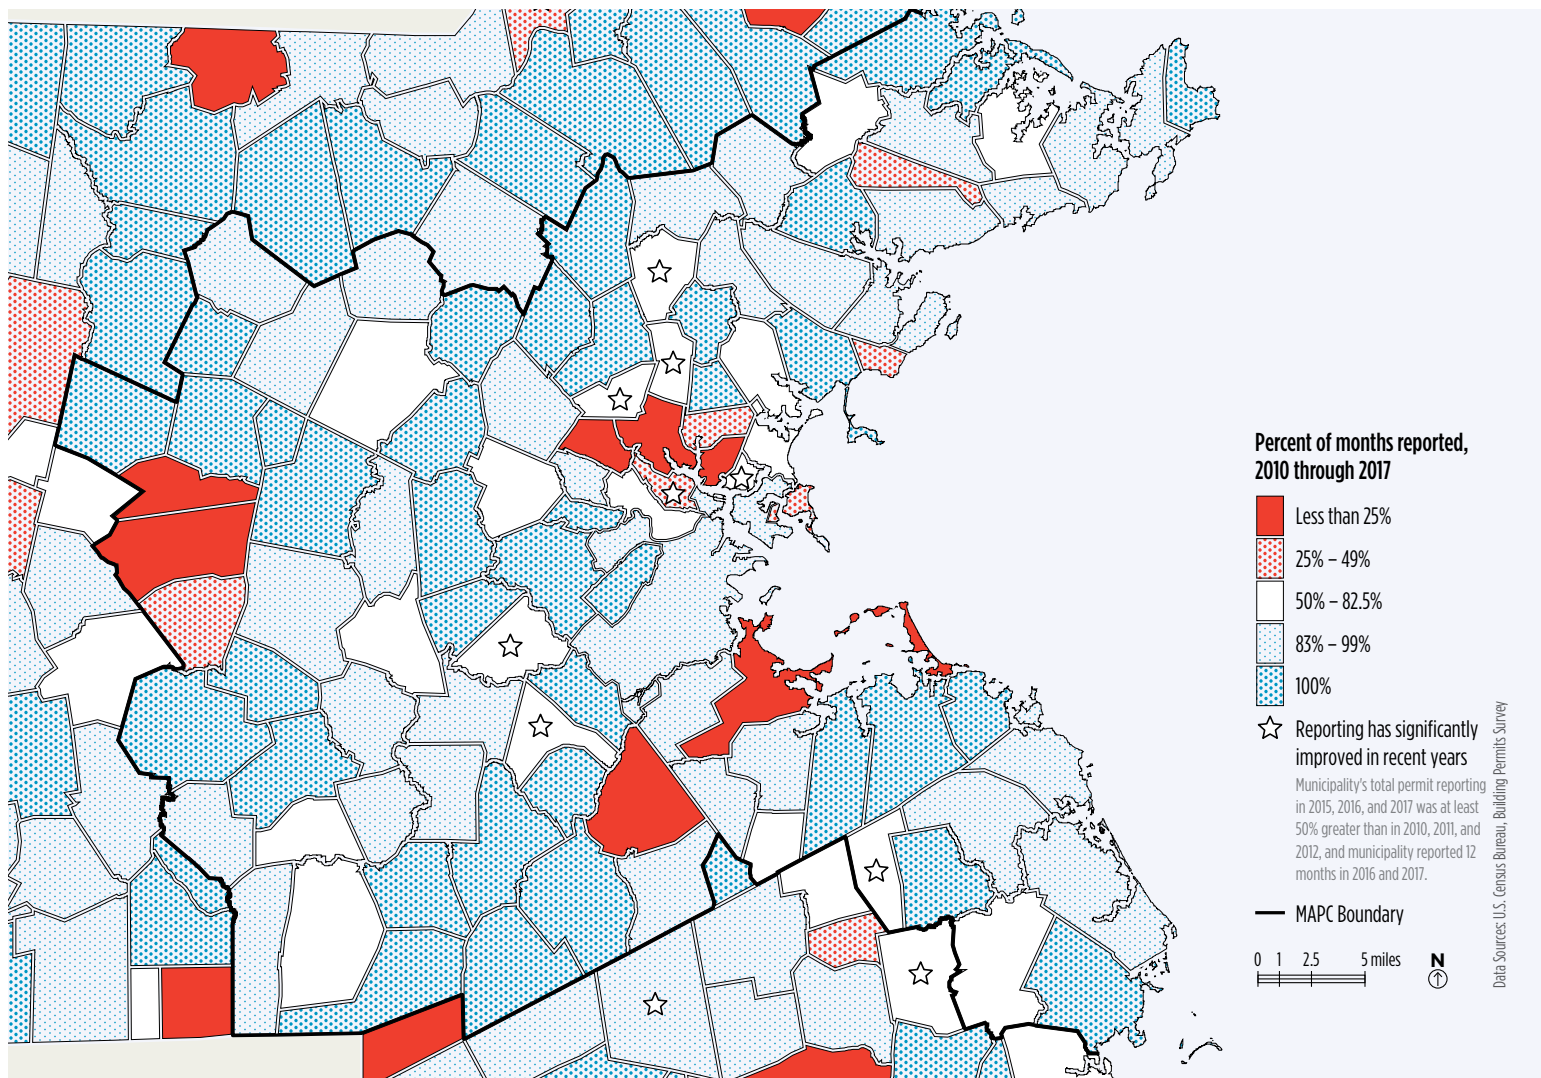 Percent of months reported,
2010 through 2017
Less than 25%
25% – 49%
50% – 82.5%
83% – 99%
100%
Reporting has significantly
improved in recent years
Municipality's total permit reporting
in 2015, 2016, and 2017 was at least
50% greater than in 2010, 2011, and
2012, and municipality reported 12
months in 2016 and 2017.
MAPC Boundary
0 1 2.5 5 miles
N
Data Sources: U.S. Census Bureau, Building Permits Survey